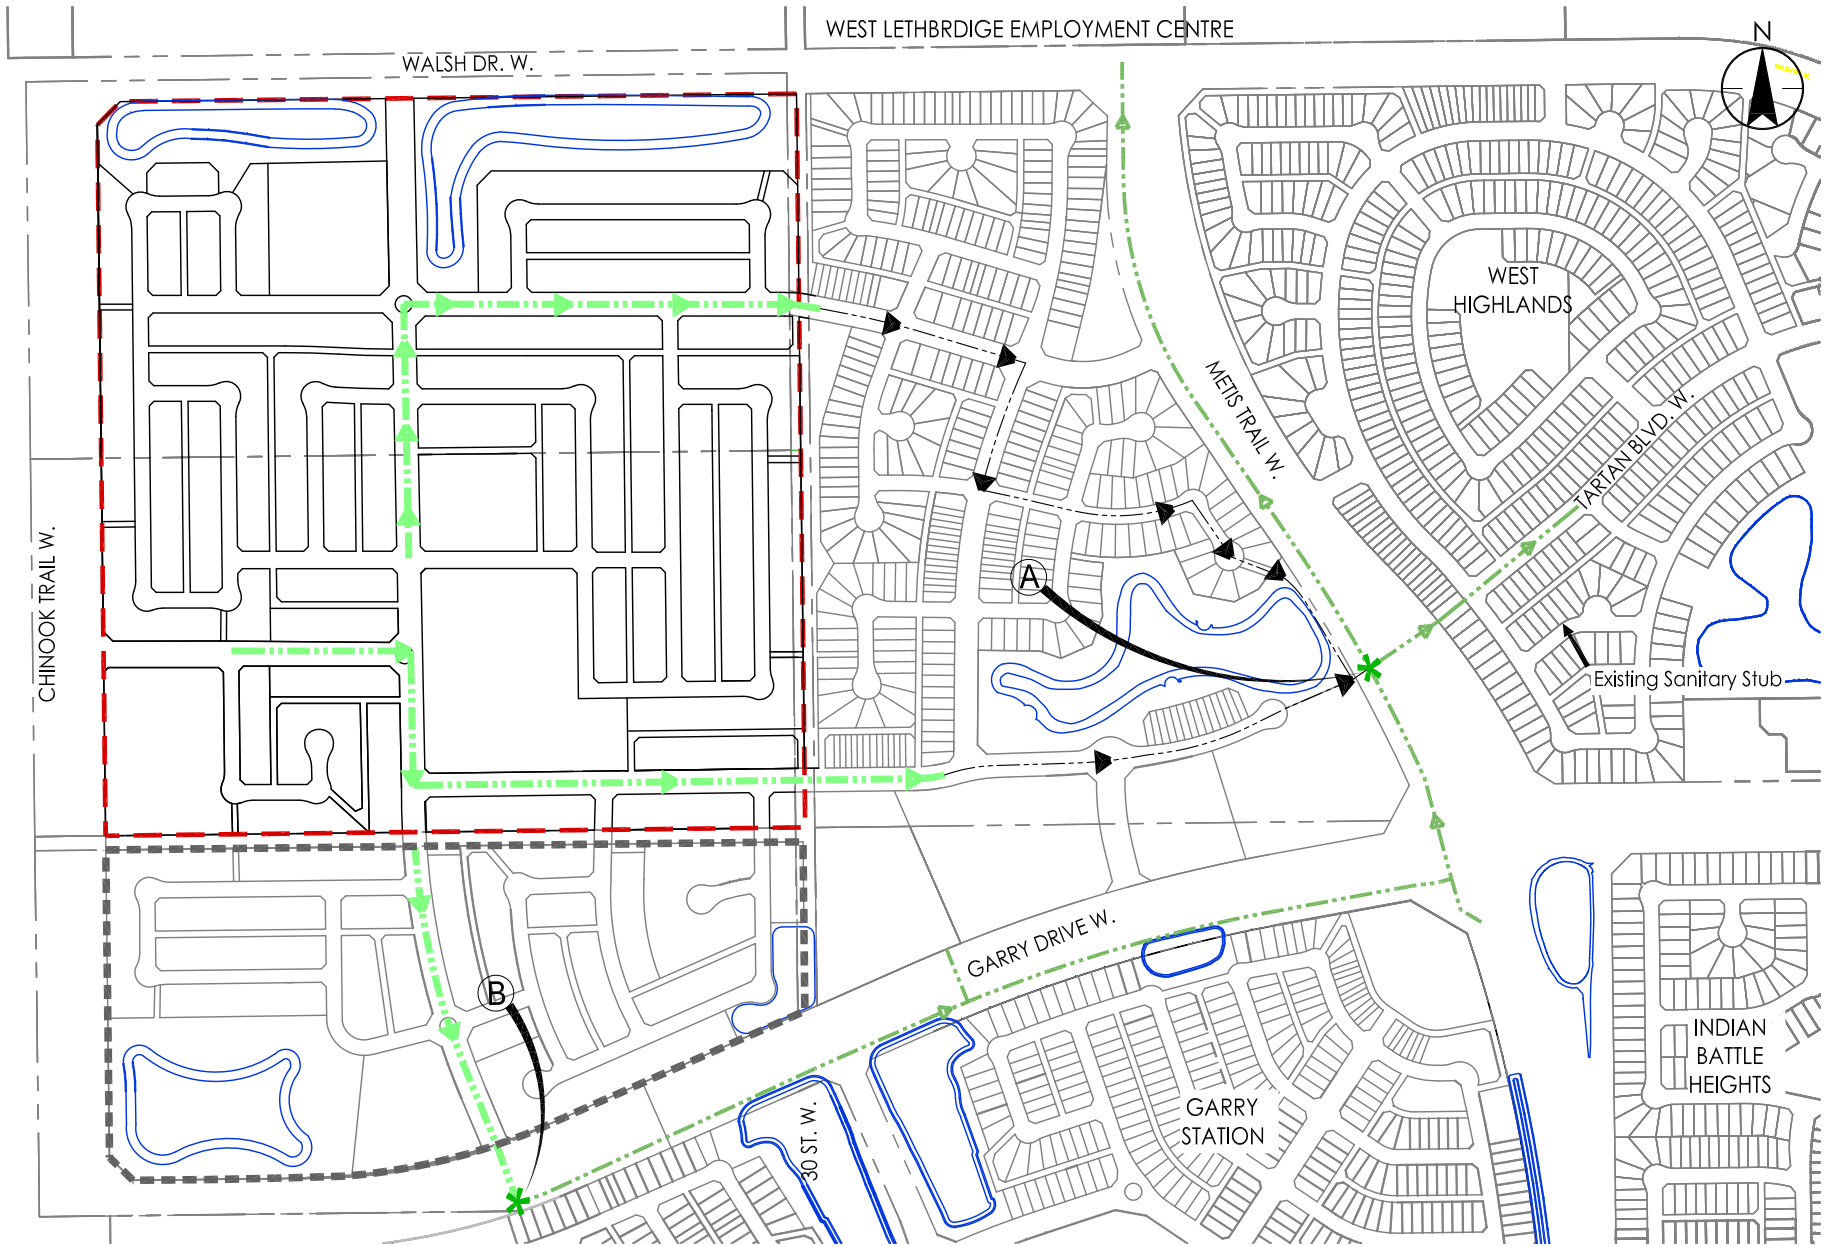 WEST LETHBRDIGE EMPLOYMENT CENTRE
N
WALSH DR. W.
WEST
HIGHLANDS
METIS TRAIL W.
TARTAN BLVD. W.
CHINOOK TRAIL W.
A
Existing Sanitary Stub
GARRY DRIVE W.
B
INDIAN
BATTLE
HEIGHTS
GARRY
STATION
30 ST. W.